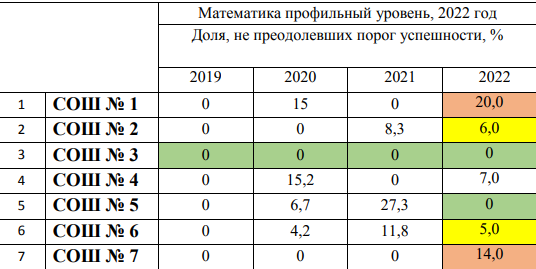 Математика профильный уровень, 2022 год
Доля, не преодолевших порог успешности, %
2019 2020 2021 2022
1 СОШ № 1 0 15 0 20,0
2 СОШ № 2 0 0 8,3 6,0
3 СОШ № 3 0 0 0 0
4 СОШ № 4 0 15,2 0 7,0
5 СОШ № 5 0 6,7 27,3 0
6 СОШ № 6 0 4,2 11,8 5,0
7 СОШ № 7 0 0 0 14,0